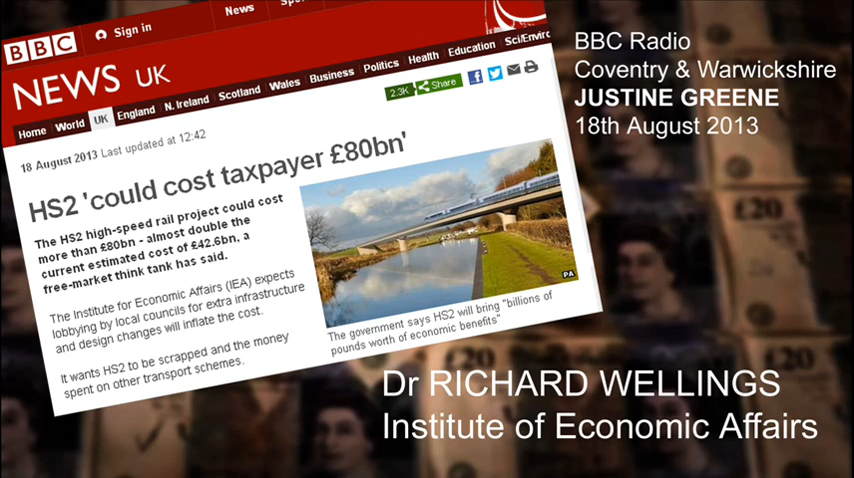 BBC
Sign in
News
NEWS UK
Home World UK England N. Ireland Scotland Wales Business Politics Health Education Sci/Enviro
2.3K Share
18 August 2013 Last updated at 12:42
HS2 'could cost taxpayer £80bn'
The HS2 high-speed rail project could cost
more than £80bn - almost double the
current estimated cost of £42.6bn, a
free-market think tank has said.
The Institute for Economic Affairs (IEA) expects
lobbying by local councils for extra infrastructure
and design changes will inflate the cost.
It wants HS2 to be scrapped and the money
spent on other transport schemes.
PA
The government says HS2 will bring "billions of
pounds worth of economic benefits"
BBC Radio
Coventry & Warwickshire
JUSTINE GREENE
18th August 2013
£20
£20
£20
Dr RICHARD WELLINGS
Institute of Economic Affairs